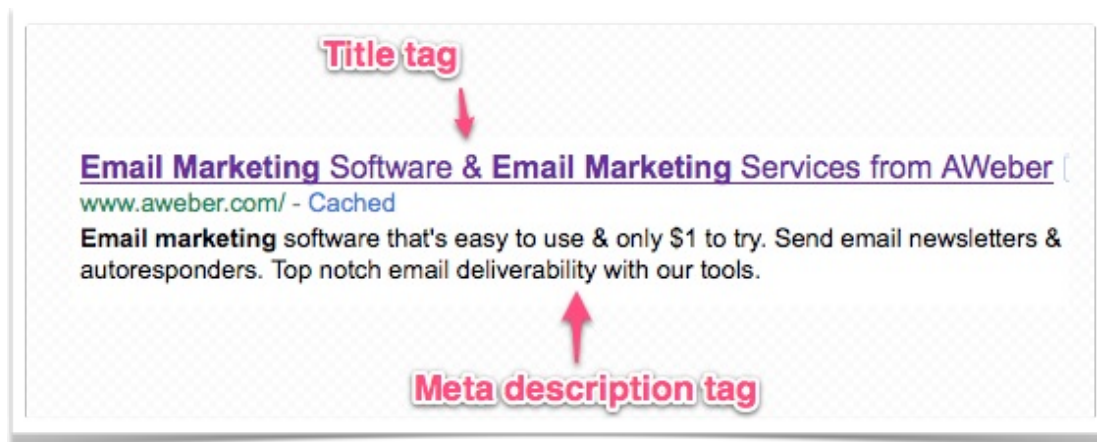 Title tag
Email Marketing Software & Email Marketing Services from AWeber
www.aweber.com/ - Cached
Email marketing software that's easy to use & only $1 to try. Send email newsletters &
autoresponders. Top notch email deliverability with our tools.
Meta description tag